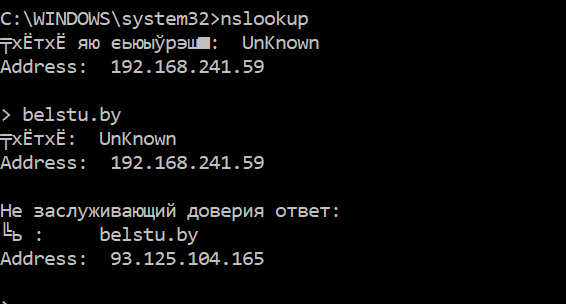 C:\WINDOWS\system32>nslookup
╤хЁтхЁ яю єьюыўрэш■:  UnKnown
Address:  192.168.241.59
> belstu.by
╤хЁтхЁ:  UnKnown
Address:  192.168.241.59
Не заслуживающий доверия ответ:
╚ь :     belstu.by
Address:  93.125.104.165
>